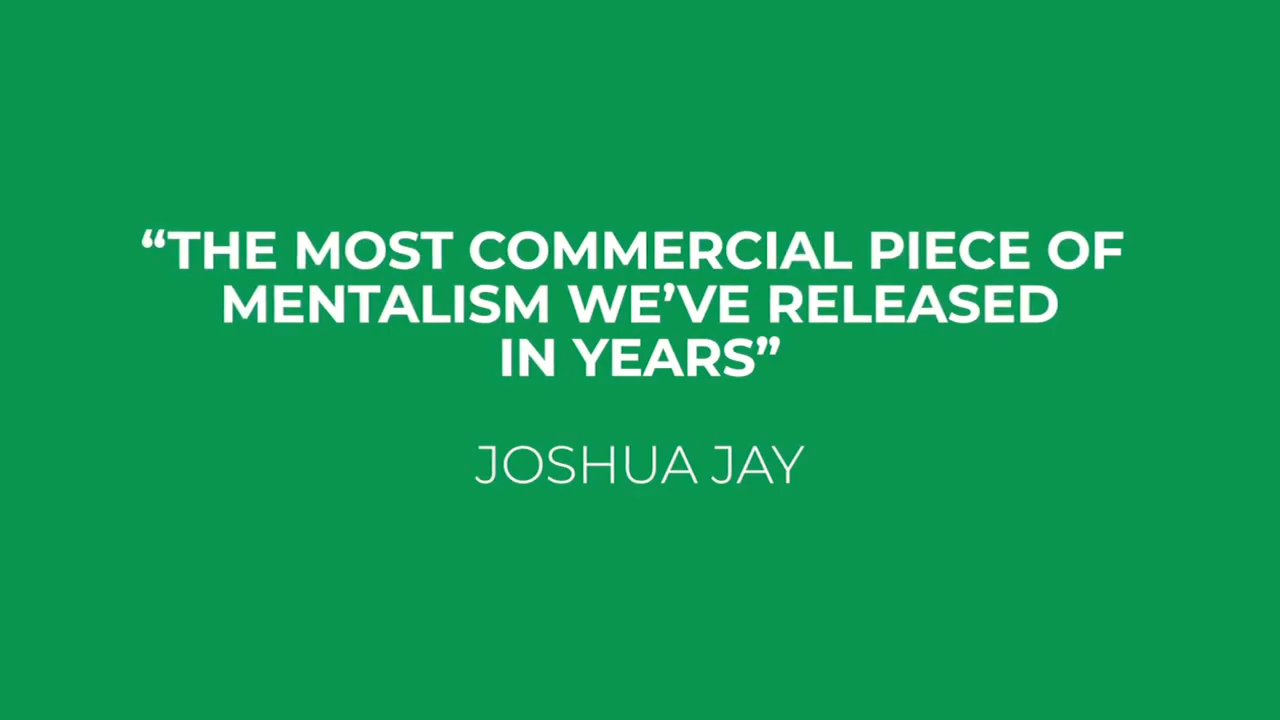 “THE MOST COMMERCIAL PIECE OF
MENTALISM WE’VE RELEASED
IN YEARS”
JOSHUA JAY